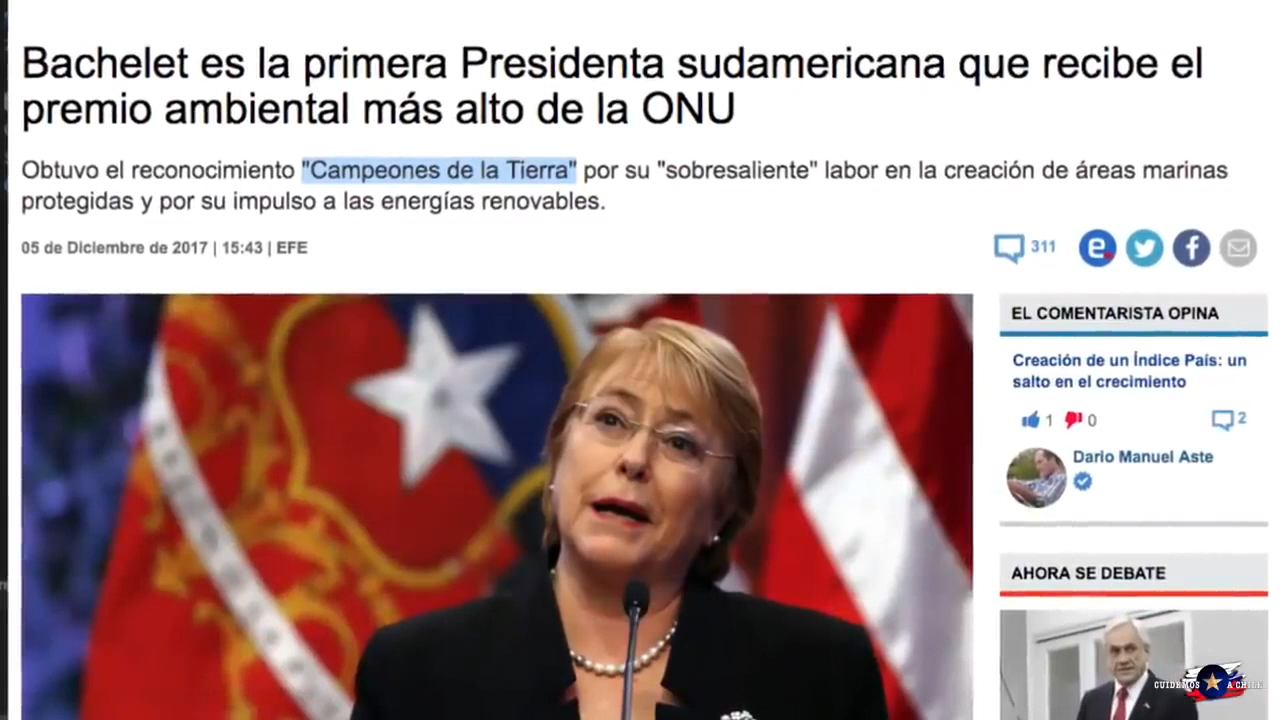 Bachelet es la primera Presidenta sudamericana que recibe el
premio ambiental más alto de la ONU
Obtuvo el reconocimiento "Campeones de la Tierra" por su "sobresaliente" labor en la creación de áreas marinas
protegidas y por su impulso a las energías renovables.
05 de Diciembre de 2017 | 15:43 | EFE
311
EL COMENTARISTA OPINA
Creación de un Índice País: un
salto en el crecimiento
1 0 2
Dario Manuel Aste
AHORA SE DEBATE
CUIDEMOS A CHILE